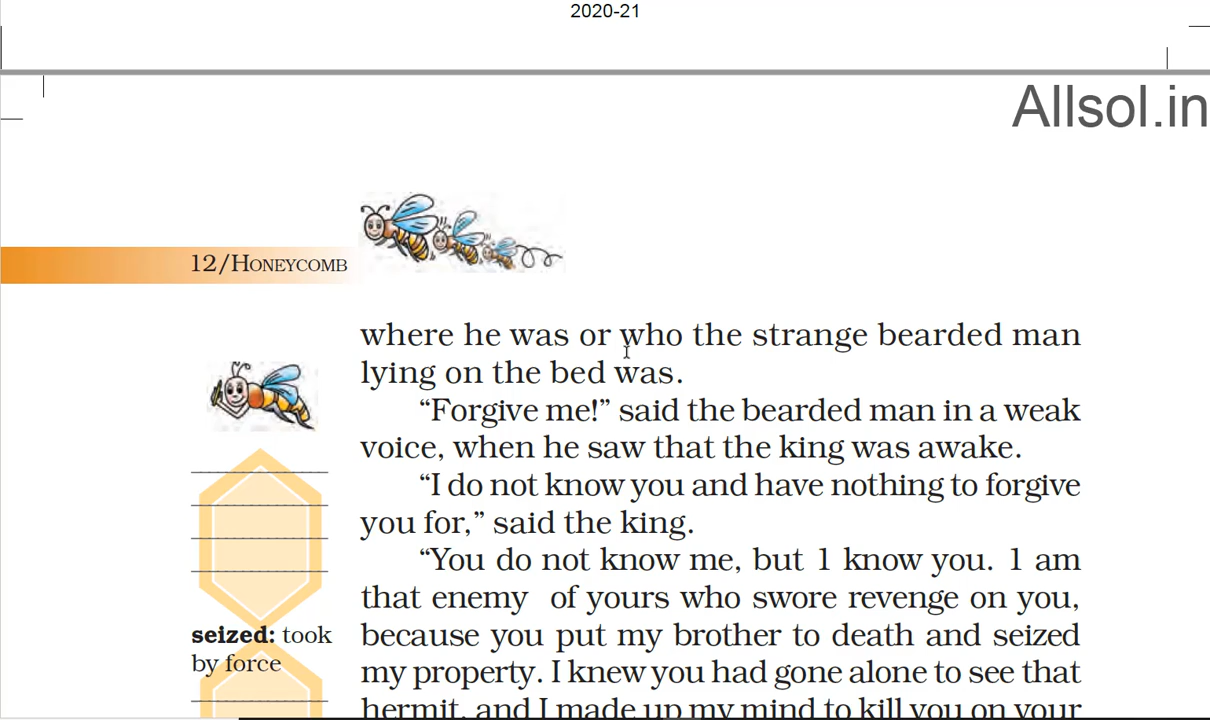 2020-21
Allsol.in
12/HONEYCOMB
where he was or who the strange bearded man
lying on the bed was.
“Forgive me!” said the bearded man in a weak
voice, when he saw that the king was awake.
“I do not know you and have nothing to forgive
you for,” said the king.
“You do not know me, but 1 know you. 1 am
that enemy of yours who swore revenge on you,
because you put my brother to death and seized
my property. I knew you had gone alone to see that
hermit, and I made up my mind to kill you on your
seized: took
by force